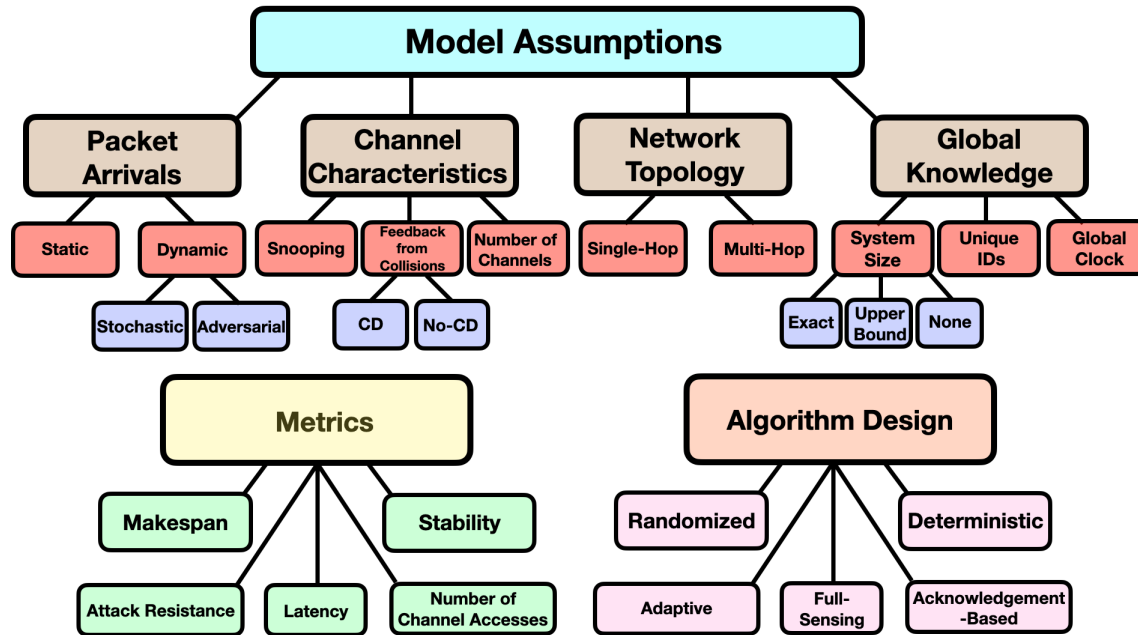 Model Assumptions
Packet
Arrivals
Channel
Characteristics
Network
Topology
Global
Knowledge
Static
Dynamic
Snooping
Feedback
from
Collisions
Number of
Channels
Single-Hop
Multi-Hop
System
Size
Unique
IDs
Global
Clock
Stochastic
Adversarial
CD
No-CD
Exact
Upper
Bound
None
Metrics
Makespan
Stability
Attack Resistance
Latency
Number of
Channel Accesses
Algorithm Design
Randomized
Deterministic
Adaptive
Full-
Sensing
Acknowledgement
-Based